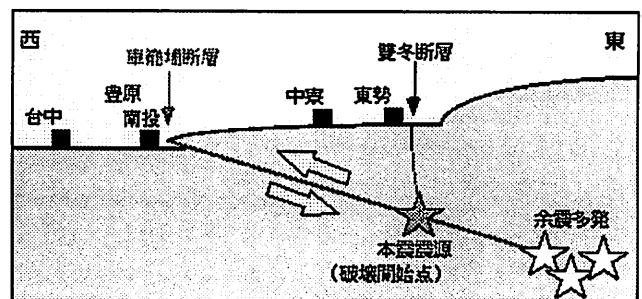 西
東
車籠埔断層
雙冬断層
豊原
南投
台中
中寮
東勢
余震多発
本震震源
(破壊開始点)